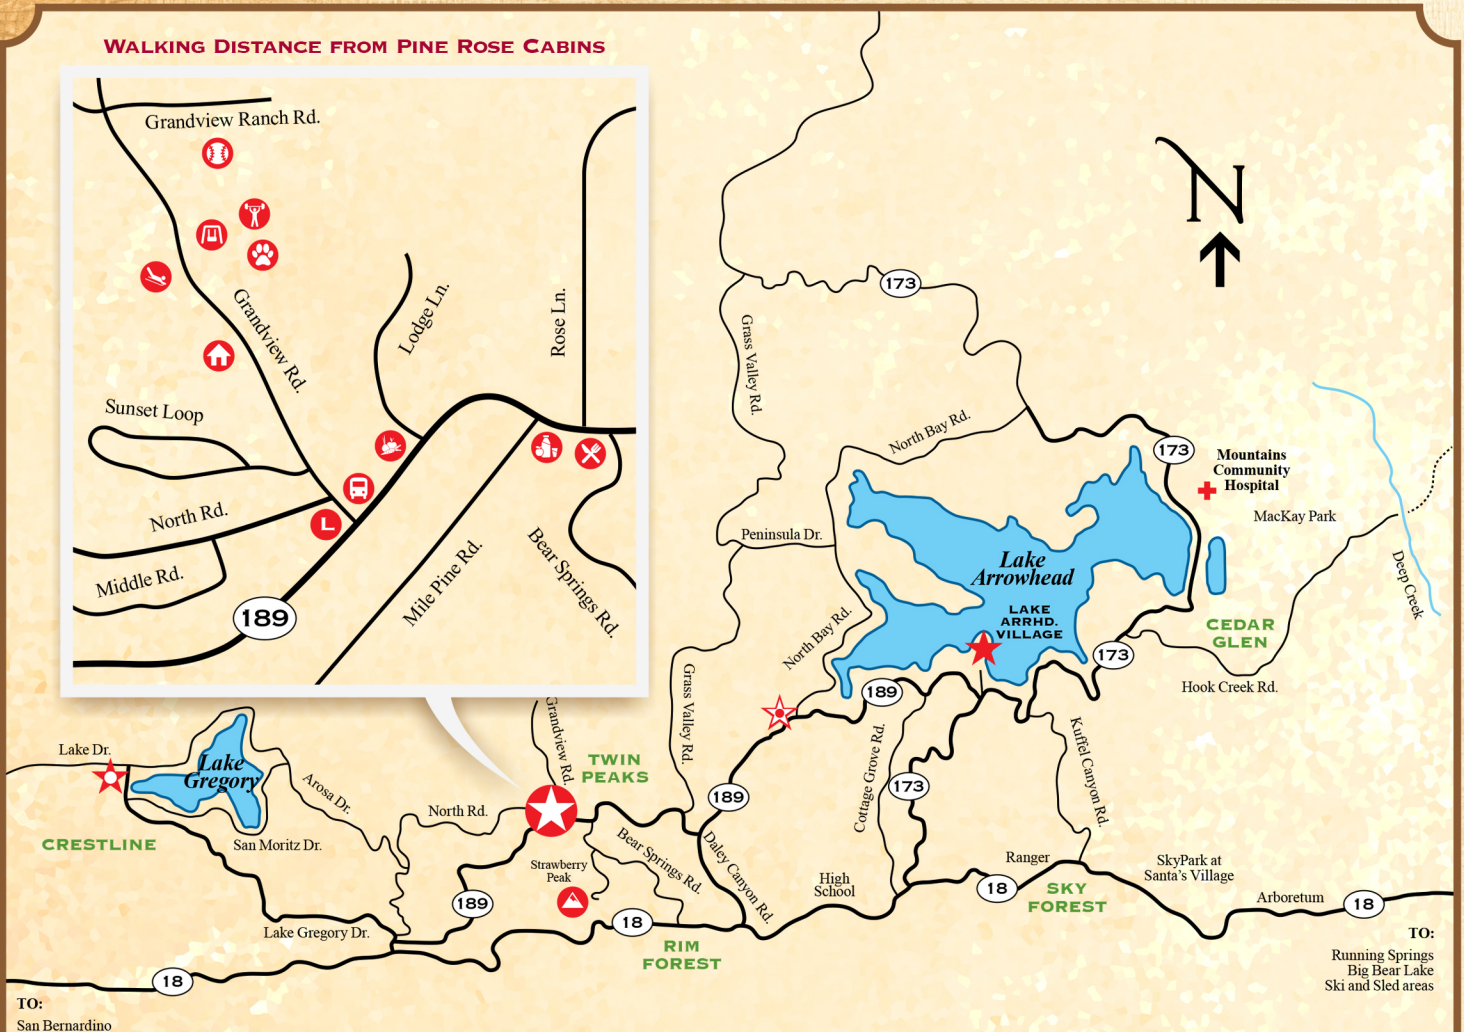 WALKING DISTANCE FROM PINE ROSE CABINS
Grandview Ranch Rd.
Grandview Rd.
Lodge Ln.
Rose Ln.
Sunset Loop
North Rd.
L
Middle Rd.
189
Mile Pine Rd.
Bear Springs Rd.
N
173
Grass Valley Rd.
North Bay Rd.
173
Mountains
Community
Hospital
MacKay Park
Peninsula Dr.
Lake
Arrowhead
Deep Creek
LAKE
ARRHD.
VILLAGE
CEDAR
GLEN
North Bay Rd.
173
Hook Creek Rd.
189
Grass Valley Rd.
Grandview Rd.
Lake Dr.
Lake
Gregory
TWIN
PEAKS
Kuffel Canyon Rd.
Cottage Grove Rd.
173
189
Arosa Dr.
North Rd.
CRESTLINE
San Moritz Dr.
Strawberry
Peak
Bear Springs Rd.
Daley Canyon Rd.
High
School
Ranger
18
SKY
FOREST
SkyPark at
Santa's Village
Arboretum
18
189
Lake Gregory Dr.
18
RIM
FOREST
18
TO:
San Bernardino
TO:
Running Springs
Big Bear Lake
Ski and Sled areas